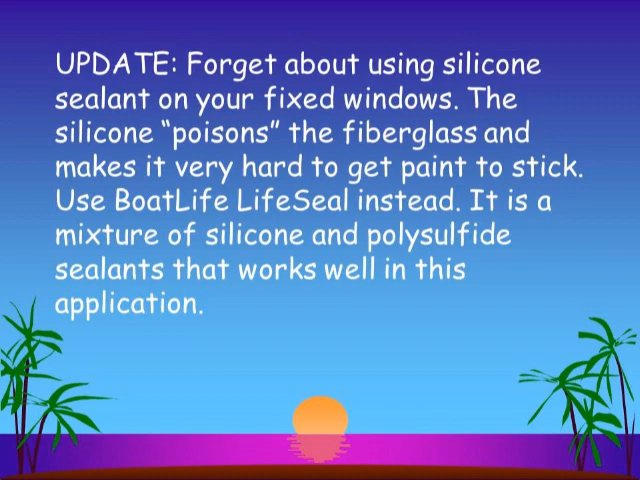 UPDATE: Forget about using silicone
sealant on your fixed windows. The
silicone “poisons” the fiberglass and
makes it very hard to get paint to stick.
Use BoatLife LifeSeal instead. It is a
mixture of silicone and polysulfide
sealants that works well in this
application.